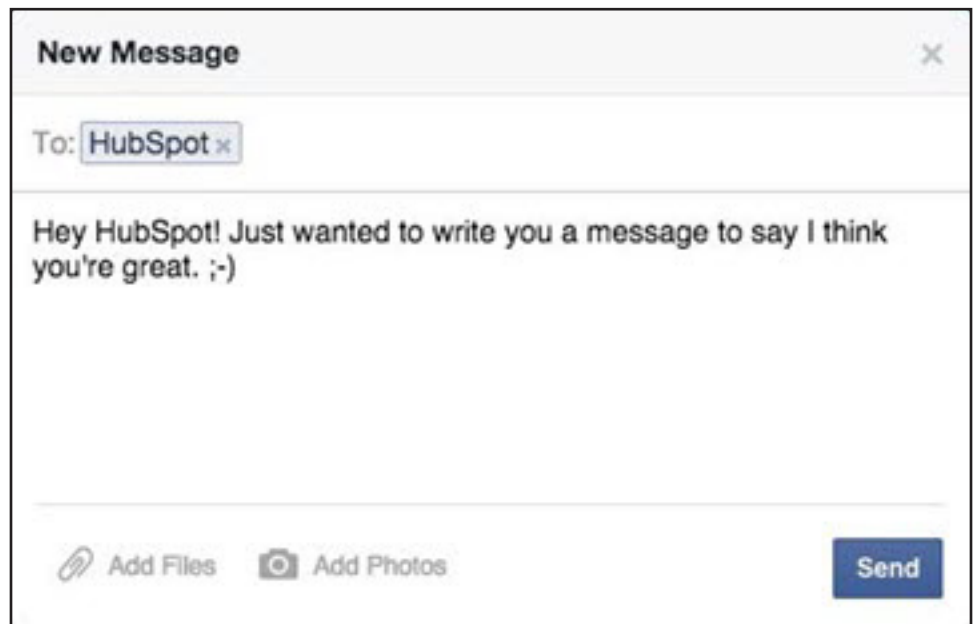 New Message ×
To: HubSpot ×
Hey HubSpot! Just wanted to write you a message to say I think
you're great. ;-)
Add Files Add Photos Send